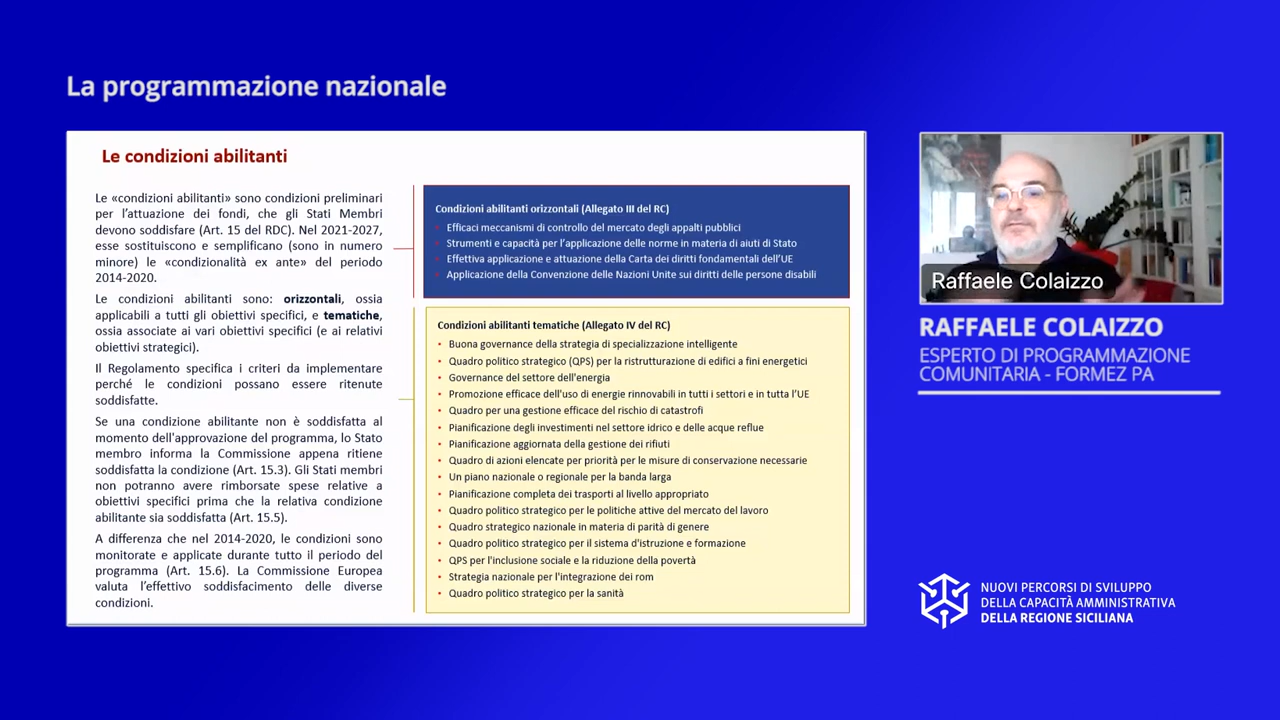 La programmazione nazionale
Le condizioni abilitanti
Le «condizioni abilitanti» sono condizioni preliminari
per l'attuazione dei fondi, che gli Stati Membri
devono soddisfare (Art. 15 del RDC). Nel 2021-2027,
esse sostituiscono e semplificano (sono in numero
minore) le «condizionalità ex ante» del periodo
2014-2020.
Le condizioni abilitanti sono: orizzontali, ossia
applicabili a tutti gli obiettivi specifici, e tematiche,
ossia associate ai vari obiettivi specifici (e ai relativi
obiettivi strategici).
Il Regolamento specifica i criteri da implementare
perché le condizioni possano essere ritenute
soddisfatte.
Se una condizione abilitante non è soddisfatta al
momento dell'approvazione del programma, lo Stato
membro informa la Commissione appena ritiene
soddisfatta la condizione (Art. 15.3). Gli Stati membri
non potranno avere rimborsate spese relative a
obiettivi specifici prima che la relativa condizione
abilitante sia soddisfatta (Art. 15.5).
A differenza che nel 2014-2020, le condizioni sono
monitorate e applicate durante tutto il periodo del
programma (Art. 15.6). La Commissione Europea
valuta l'effettivo soddisfacimento delle diverse
condizioni.
Condizioni abilitanti orizzontali (Allegato III del RC)
• Efficaci meccanismi di controllo del mercato degli appalti pubblici
• Strumenti e capacità per l'applicazione delle norme in materia di aiuti di Stato
• Effettiva applicazione e attuazione della Carta dei diritti fondamentali dell'UE
• Applicazione della Convenzione delle Nazioni Unite sui diritti delle persone disabili
Condizioni abilitanti tematiche (Allegato IV del RC)
• Buona governance della strategia di specializzazione intelligente
• Quadro politico strategico (QPS) per la ristrutturazione di edifici a fini energetici
• Governance del settore dell'energia
• Promozione efficace dell'uso di energie rinnovabili in tutti i settori e in tutta l'UE
• Quadro per una gestione efficace del rischio di catastrofi
• Pianificazione degli investimenti nel settore idrico e delle acque reflue
• Pianificazione aggiornata della gestione dei rifiuti
• Quadro di azioni elencate per priorità per le misure di conservazione necessarie
• Un piano nazionale o regionale per la banda larga
• Pianificazione completa dei trasporti al livello appropriato
• Quadro politico strategico per le politiche attive del mercato del lavoro
• Quadro strategico nazionale in materia di parità di genere
• Quadro politico strategico per il sistema d'istruzione e formazione
• QPS per l'inclusione sociale e la riduzione della povertà
• Strategia nazionale per l'integrazione dei rom
• Quadro politico strategico per la sanità
Raffaele Colaizzo
RAFFAELE COLAIZZO
ESPERTO DI PROGRAMMAZIONE
COMUNITARIA - FORMEZ PA
NUOVI PERCORSI DI SVILUPPO
DELLA CAPACITÀ AMMINISTRATIVA
DELLA REGIONE SICILIANA